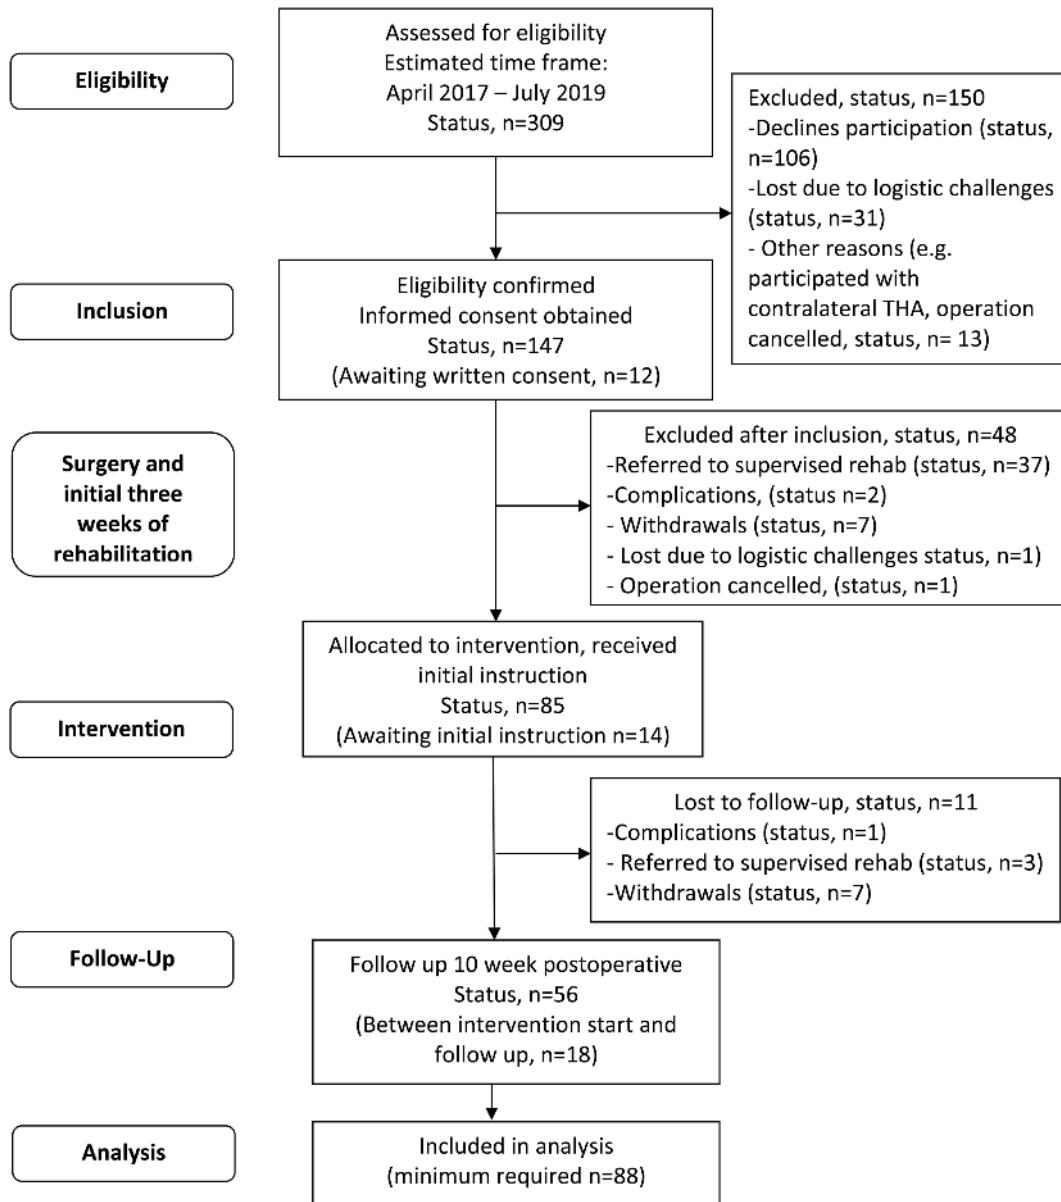 Eligibility
Assessed for eligibility
Estimated time frame:
April 2017 – July 2019
Status, n=309
Excluded, status, n=150
-Declines participation (status,
n=106)
-Lost due to logistic challenges
(status, n=31)
- Other reasons (e.g.
participated with
contralateral THA, operation
cancelled, status, n= 13)
Inclusion
Eligibility confirmed
Informed consent obtained
Status, n=147
(Awaiting written consent, n=12)
Surgery and
initial three
weeks of
rehabilitation
Excluded after inclusion, status, n=48
-Referred to supervised rehab (status, n=37)
-Complications, (status n=2)
- Withdrawals (status, n=7)
- Lost due to logistic challenges status, n=1)
- Operation cancelled, (status, n=1)
Intervention
Allocated to intervention, received
initial instruction
Status, n=85
(Awaiting initial instruction n=14)
Lost to follow-up, status, n=11
-Complications (status, n=1)
- Referred to supervised rehab (status, n=3)
-Withdrawals (status, n=7)
Follow-Up
Follow up 10 week postoperative
Status, n=56
(Between intervention start and
follow up, n=18)
Analysis
Included in analysis
(minimum required n=88)